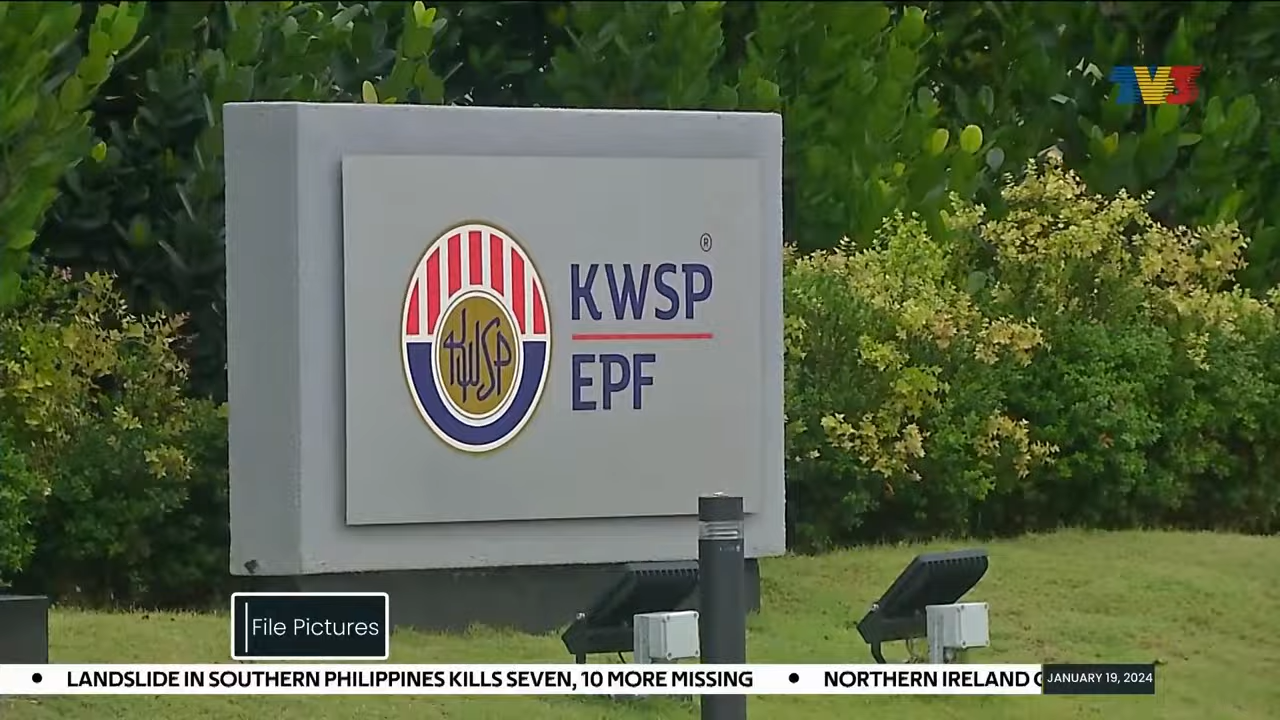 TV3
®
KWSP
KWSP
EPF
File Pictures
• LANDSLIDE IN SOUTHERN PHILIPPINES KILLS SEVEN, 10 MORE MISSING • NORTHERN IRELAND
JANUARY 19, 2024